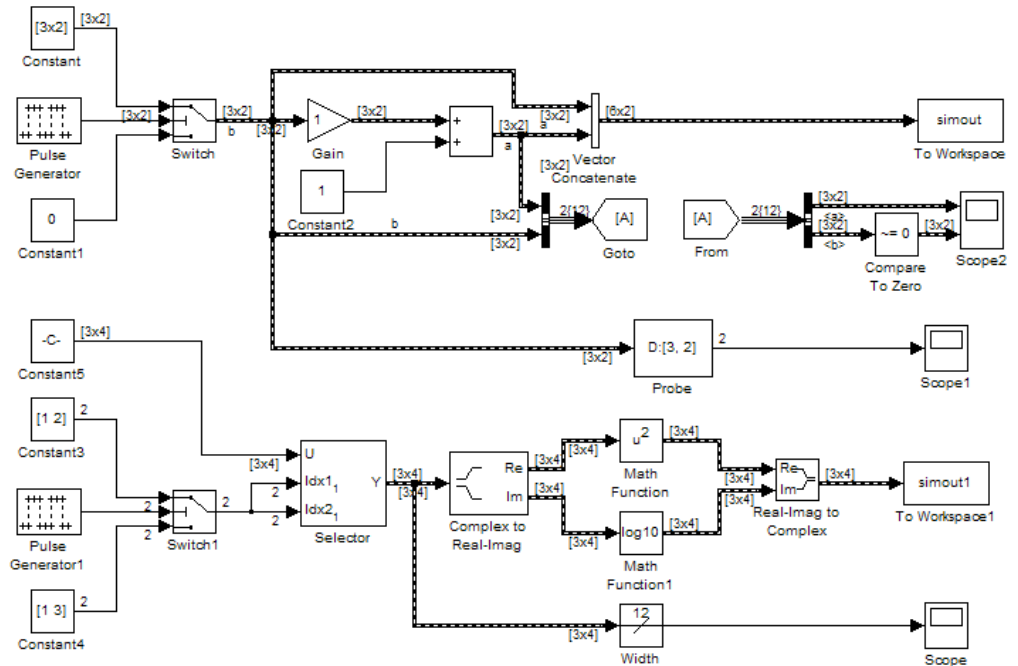 [3x2]
[3x2]
Constant
[3x2]
Pulse
Generator
Switch
[3x2]
b
[3x2]
0
Constant1
1
Gain
[3x2]
1
Constant2
+
+
[3x2]
a
a
[3x2]
[3x2]
[3x2]
b
[3x2]
Vector
Concatenate
[6x2]
simout
To Workspace
2{12}
[A]
Goto
[A]
From
2{12}
[3x2]
<a>
[3x2]
<b>
~= 0
Compare
To Zero
[3x2]
Scope2
[3x2]
D:[3, 2]
Probe
2
Scope1
-C-
[3x4]
Constant5
[1 2]
2
Constant3
Pulse
Generator1
2
2
Switch1
2
[1 3]
2
Constant4
[3x4]
2
2
U
Idx1 1
Idx2 1
Y
Selector
[3x4]
[3x4]
Re
Im
Complex to
Real-Imag
[3x4]
[3x4]
[3x4]
[3x4]
u2
Math
Function
[3x4]
log10
Math
Function1
[3x4]
[3x4]
[3x4]
Re
Im
Real-Imag to
Complex
[3x4]
simout1
To Workspace1
[3x4]
12
Width
Scope